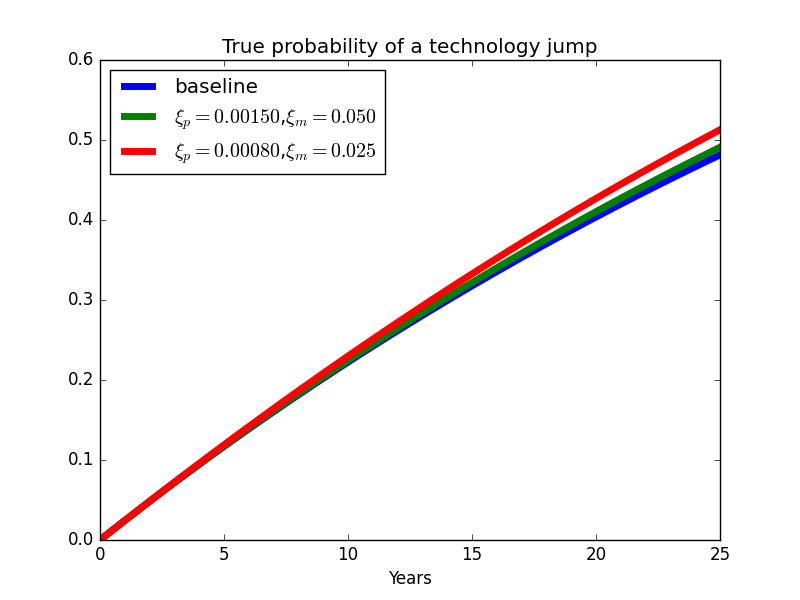 True probability of a technology jump
baseline
ξₚ = 0.00150,ξₘ = 0.050
ξₚ = 0.00080,ξₘ = 0.025
0.6
0.5
0.4
0.3
0.2
0.1
0.0
0 5 10 15 20 25
Years